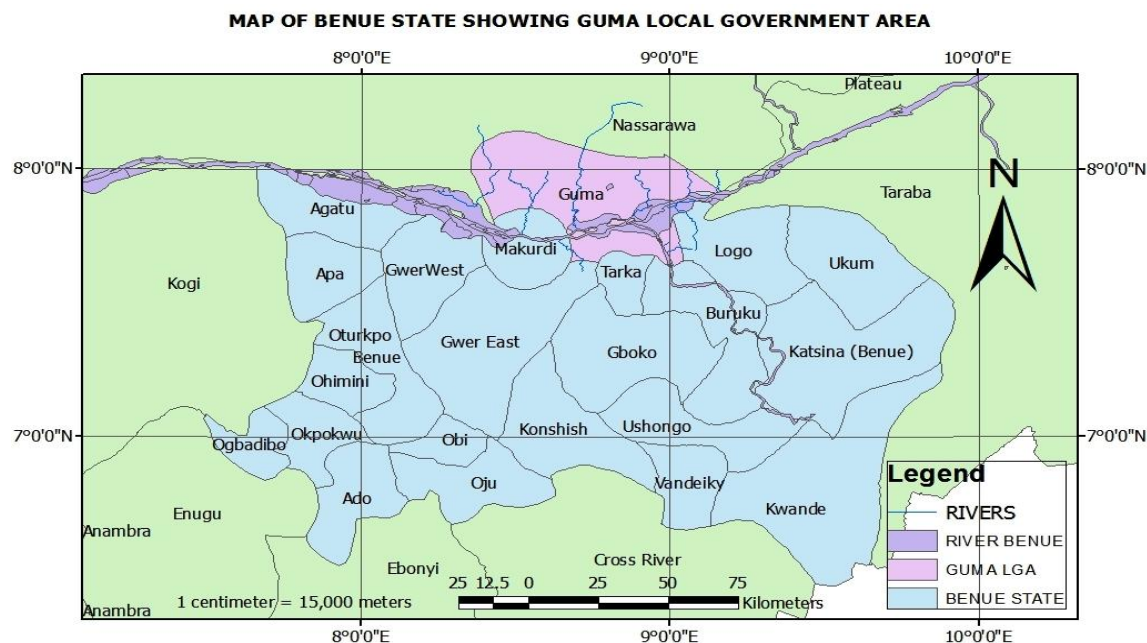 MAP OF BENUE STATE SHOWING GUMA LOCAL GOVERNMENT AREA
8°0'0"E 9°0'0"E 10°0'0"E
Plateau
Nassarawa
8°0'0"N 8°0'0"N
N
Guma
Taraba
Agatu
Makurdi
Logo
Ukum
Kogi
Apa
GwerWest
Tarka
Buruku
Oturkpo
Benue
Gwer East
Gboko
Katsina (Benue)
Ohimini
7°0'0"N 7°0'0"N
Ogbadibo
Okpokwu
Obi
Konshish
Ushongo
Ado
Oju
Vandeiky
Kwande
Enugu
Anambra
Ebonyi
Cross River
Anambra
Legend
RIVERS
RIVER BENUE
GUMA LGA
BENUE STATE
25 12.5 0 25 50 75
Kilometers
1 centimeter = 15,000 meters
8°0'0"E 9°0'0"E 10°0'0"E